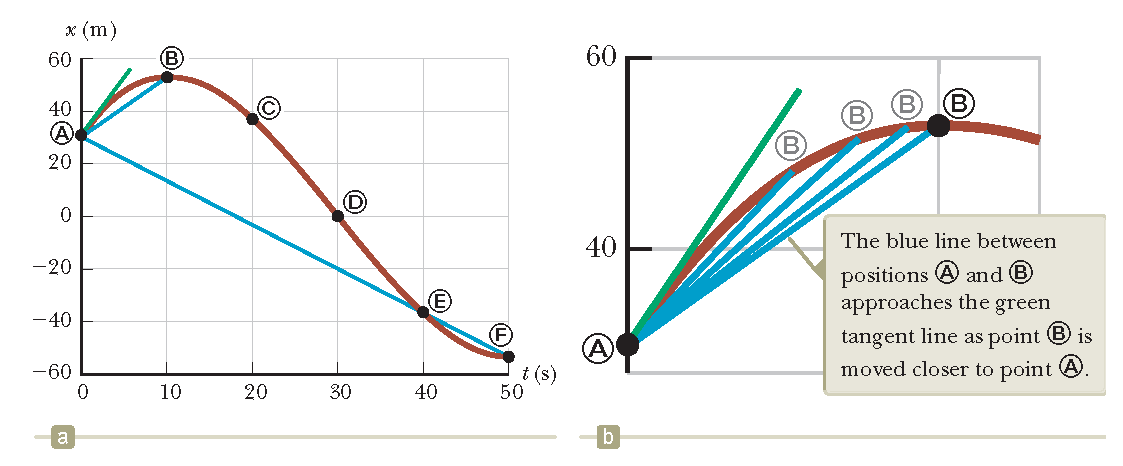 x (m)
60
40
20
0
−20
−40
−60
0
10
20
30
40
50
t (s)
Ⓐ
Ⓑ
Ⓒ
Ⓓ
Ⓔ
Ⓕ
a
60
40
Ⓐ
Ⓑ
Ⓑ
Ⓑ
Ⓑ
The blue line between
positions Ⓐ and Ⓑ
approaches the green
tangent line as point Ⓑ is
moved closer to point Ⓐ.
b